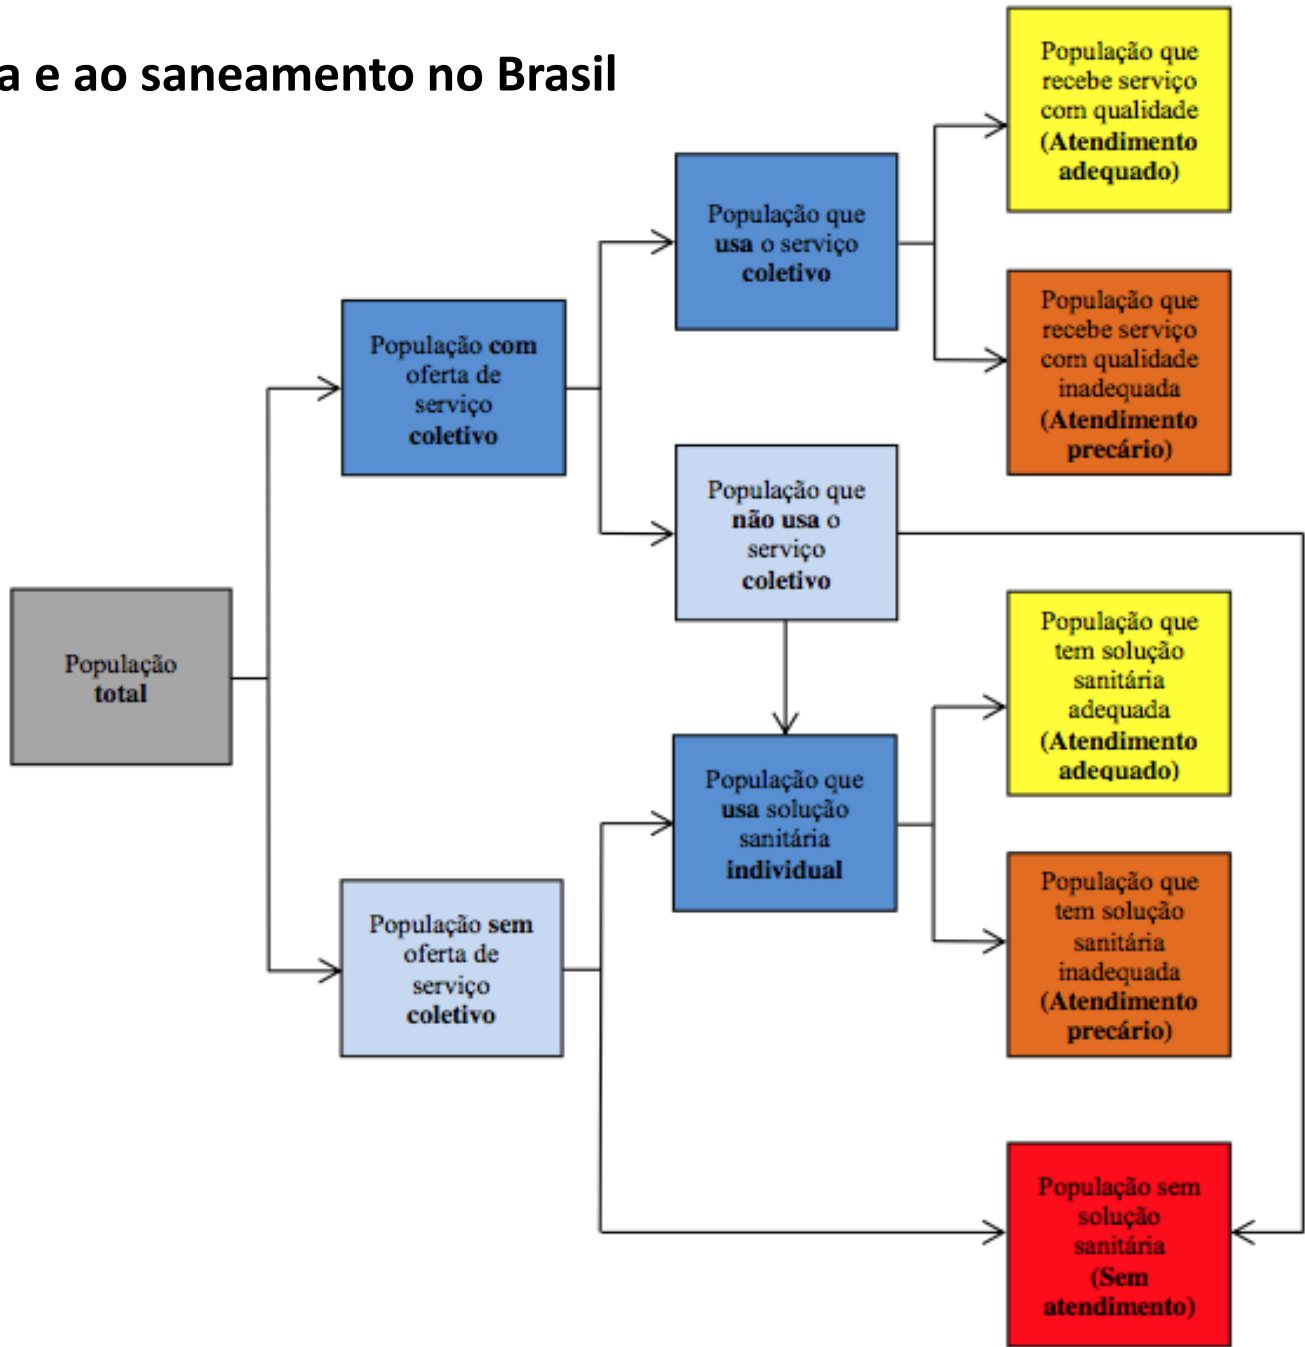 a e ao saneamento no Brasil
População que
recebe serviço
com qualidade
(Atendimento
adequado)
População que
usa o serviço
coletivo
População que
recebe serviço
com qualidade
inadequada
(Atendimento
precário)
População com
oferta de
serviço
coletivo
População que
não usa o
serviço
coletivo
População
total
População que
tem solução
sanitária
adequada
(Atendimento
adequado)
População que
usa solução
sanitária
individual
População sem
oferta de
serviço
coletivo
População que
tem solução
sanitária
inadequada
(Atendimento
precário)
População sem
solução
sanitária
(Sem
atendimento)